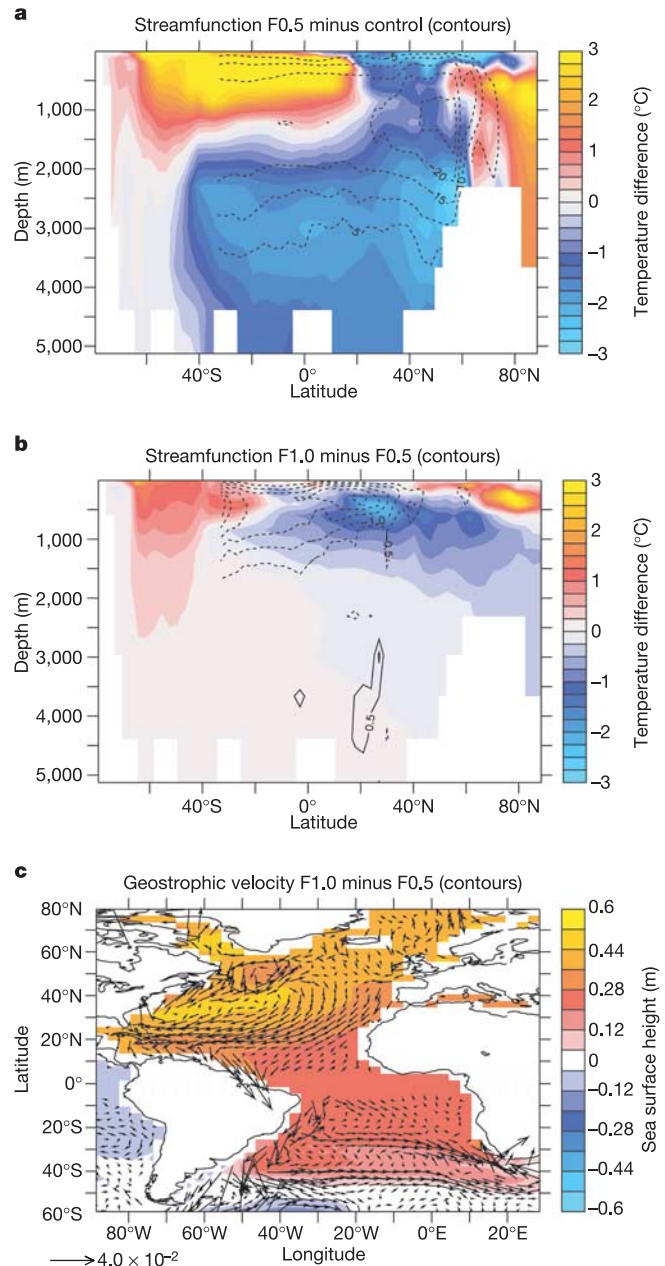 a
Streamfunction F0.5 minus control (contours)
Depth (m)
1,000
2,000
3,000
4,000
5,000
40°S
0°
40°N
80°N
Latitude
20
15
10
5
3
2
1
0
–1
–2
–3
Temperature difference (°C)
b
Streamfunction F1.0 minus F0.5 (contours)
Depth (m)
1,000
2,000
3,000
4,000
5,000
40°S
0°
40°N
80°N
Latitude
0.5
0.5
3
2
1
0
–1
–2
–3
Temperature difference (°C)
c
Geostrophic velocity F1.0 minus F0.5 (contours)
Latitude
80°N
60°N
40°N
20°N
0°
20°S
40°S
60°S
80°W
60°W
40°W
20°W
0°E
20°E
Longitude
4.0 × 10⁻²
0.6
0.44
0.28
0.12
0
–0.12
–0.28
–0.44
–0.6
Sea surface height (m)